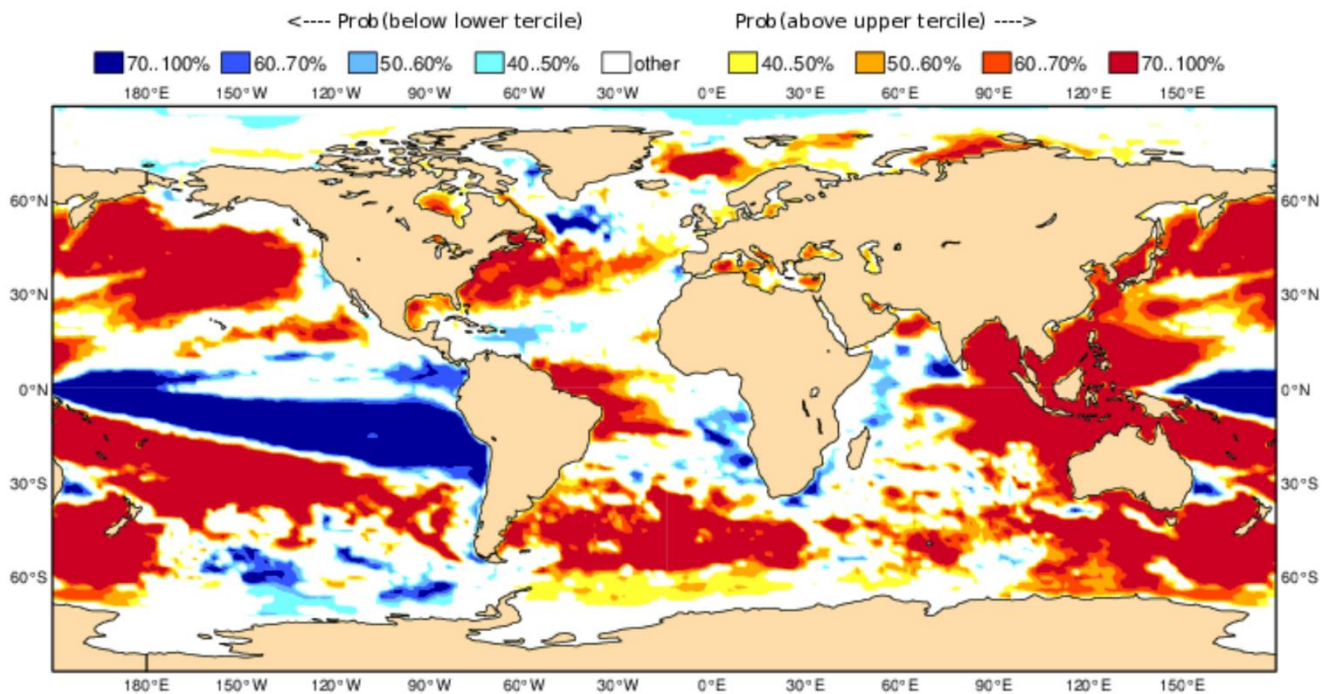 <---- Prob(below lower tercile) Prob(above upper tercile) ---->
70..100% 60..70% 50..60% 40..50% other 40..50% 50..60% 60..70% 70..100%
180°E 150°W 120°W 90°W 60°W 30°W 0°E 30°E 60°E 90°E 120°E 150°E
60°N 60°N
30°N 30°N
0°N 0°N
30°S 30°S
60°S 60°S
180°E 150°W 120°W 90°W 60°W 30°W 0°E 30°E 60°E 90°E 120°E 150°E